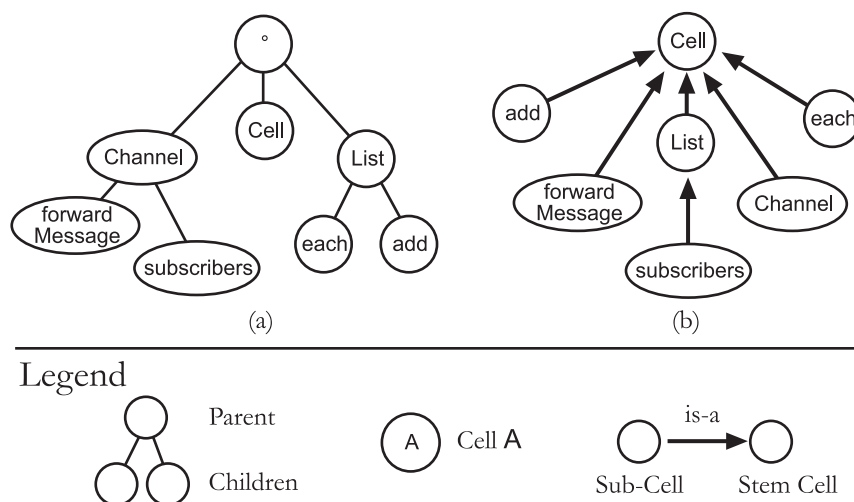 °
Cell
Channel
List
forward
Message
each
add
subscribers
(a)
Cell
add
each
List
forward
Message
Channel
subscribers
(b)
Legend
Parent
Children
A
Cell A
is-a
Sub-Cell
Stem Cell